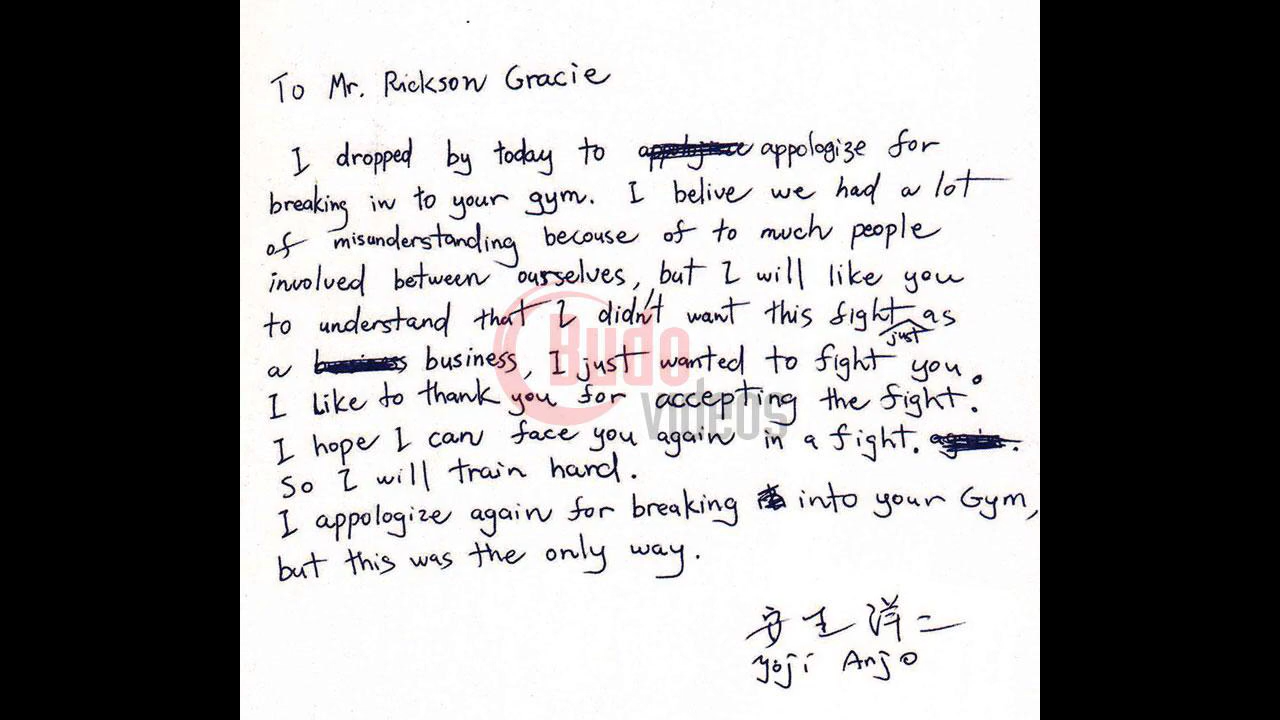 To Mr. Rickson Gracie
I dropped by today to appologize for
breaking in to your gym. I belive we had a lot
of misunderstanding becouse of to much people
involved between ourselves, but I will like you
to understand that I didn't want this fight just as
a business, I just wanted to fight you.
I like to thank you for accepting the fight.
I hope I can face you again in a fight.
So I will train hard.
I appologize again for breaking into your Gym,
but this was the only way.
安生洋二
Yoji Anjo
Budo
videos